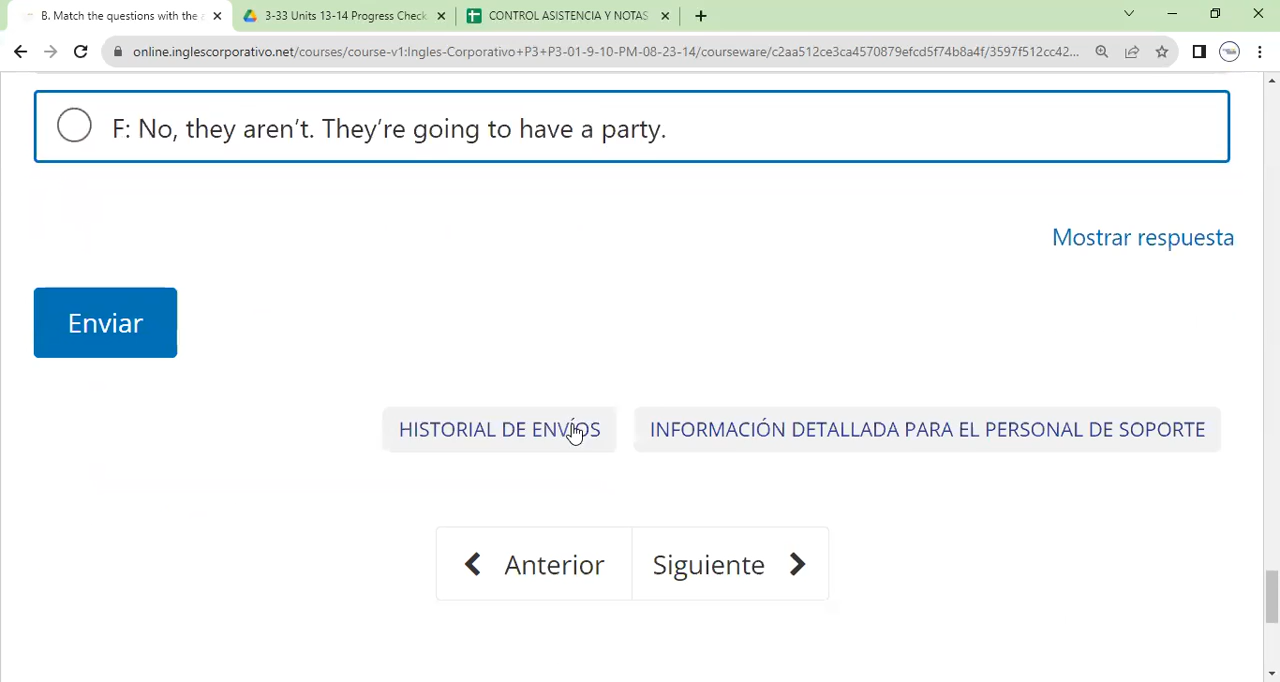 B. Match the questions with the a
3-33 Units 13-14 Progress Check
CONTROL ASISTENCIA Y NOTAS
online.inglescorporativo.net/courses/course-v1:Ingles-Corporativo+P3+P3-01-9-10-PM-08-23-14/courseware/c2aa512ce3ca4570879efcd5f74b8a4f/3597f512cc42...
F: No, they aren’t. They’re going to have a party.
Mostrar respuesta
Enviar
HISTORIAL DE ENVÍOS
INFORMACIÓN DETALLADA PARA EL PERSONAL DE SOPORTE
Anterior
Siguiente